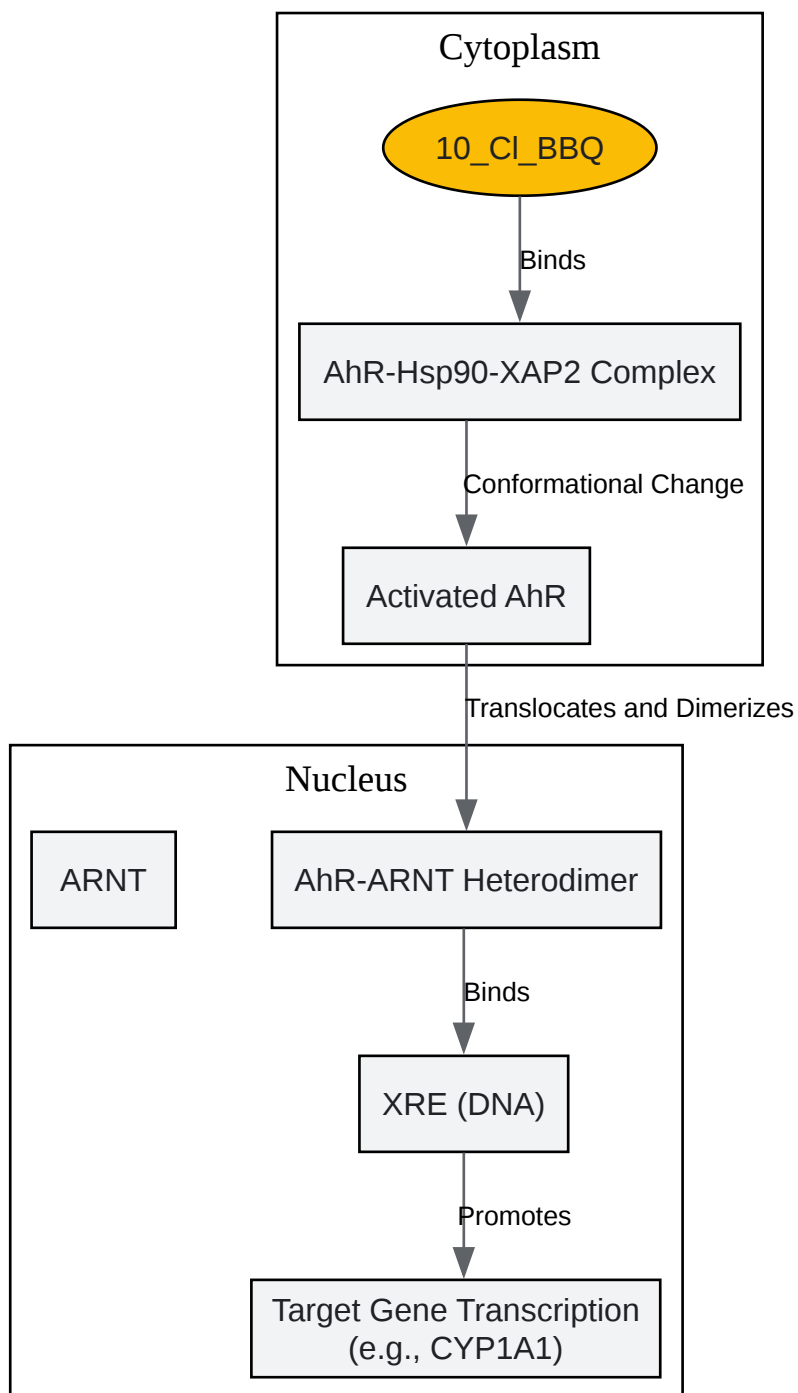 Cytoplasm
10_Cl_BBQ
Binds
AhR-Hsp90-XAP2 Complex
Conformational Change
Activated AhR
Translocates and Dimerizes
Nucleus
ARNT
AhR-ARNT Heterodimer
Binds
XRE (DNA)
Promotes
Target Gene Transcription
(e.g., CYP1A1)